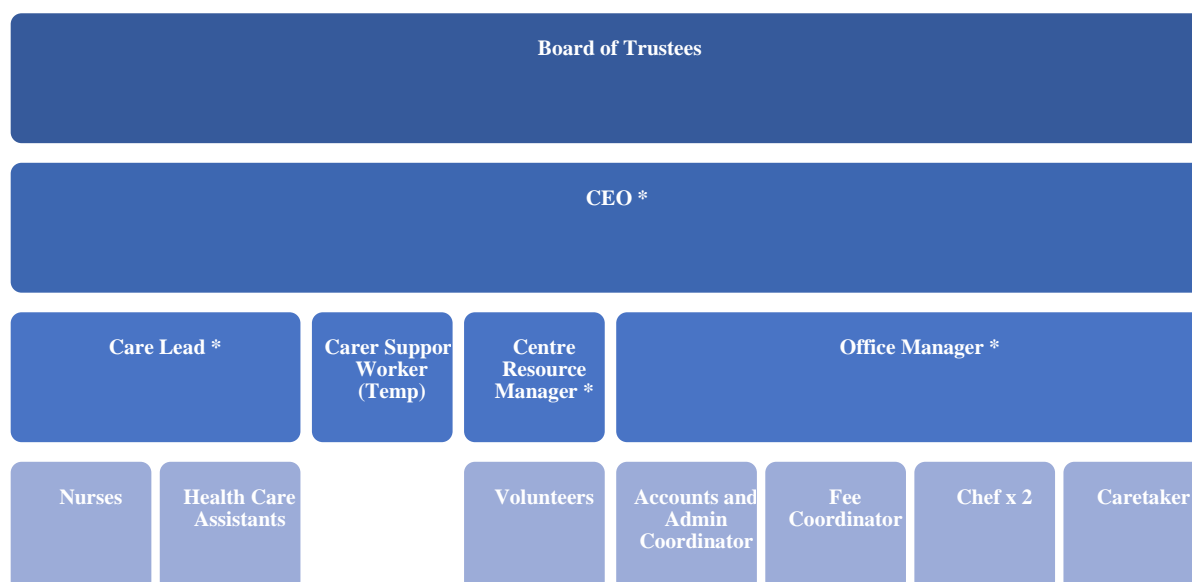 Board of Trustees
CEO *
Care Lead *
Carer Suppor
Worker
(Temp)
Centre
Resource
Manager *
Office Manager *
Nurses
Health Care
Assistants
Volunteers
Accounts and
Admin
Coordinator
Fee
Coordinator
Chef x 2
Caretaker